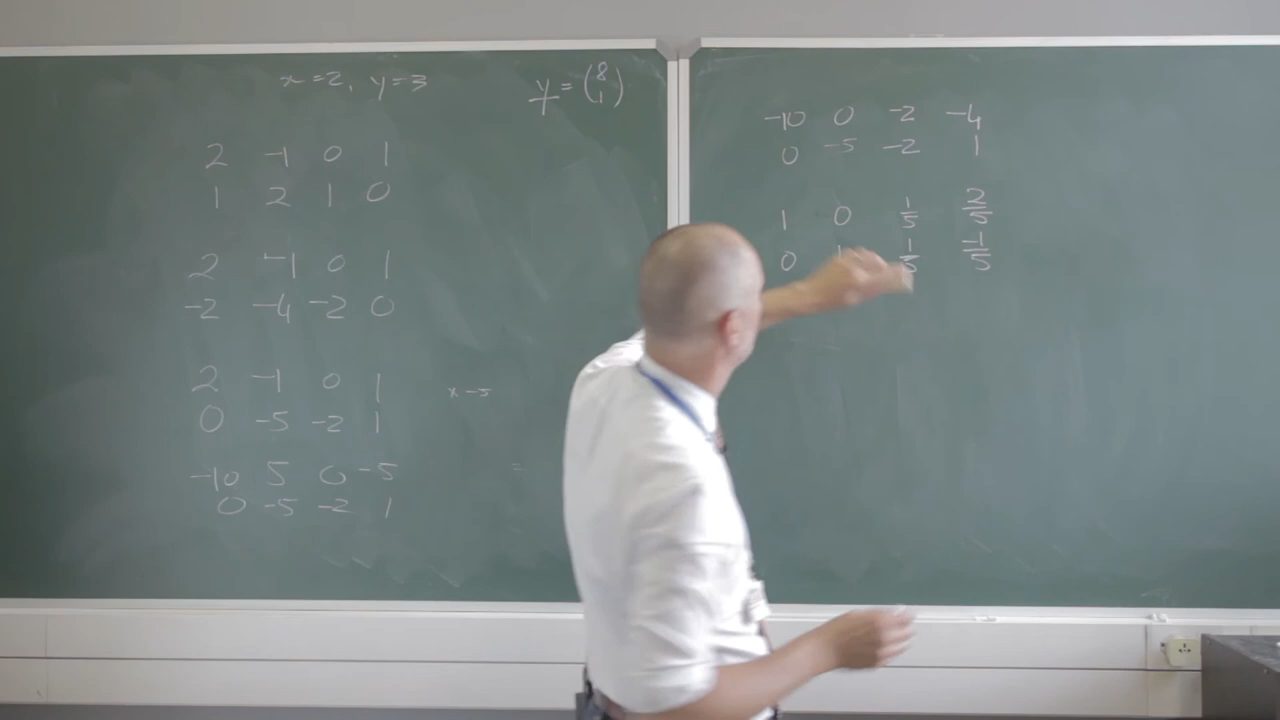 x=2, y=3
y = (8
1)
2 -1 0 1
1 2 1 0
2 -1 0 1
-2 -4 -2 0
2 -1 0 1
0 -5 -2 1
x -5
-10 5 0 -5
0 -5 -2 1
-10 0 -2 -4
0 -5 -2 1
1 0 1/5 2/5
0 1/5 -1/5